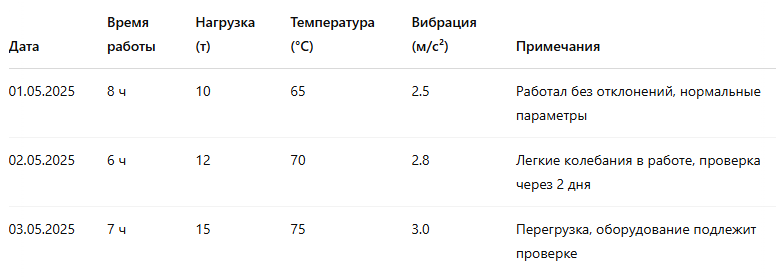 Дата Время работы Нагрузка (т) Температура (°C) Вибрация (м/с²) Примечания
01.05.2025 8 ч 10 65 2.5 Работал без отклонений, нормальные
параметры
02.05.2025 6 ч 12 70 2.8 Легкие колебания в работе, проверка
через 2 дня
03.05.2025 7 ч 15 75 3.0 Перегрузка, оборудование подлежит
проверке